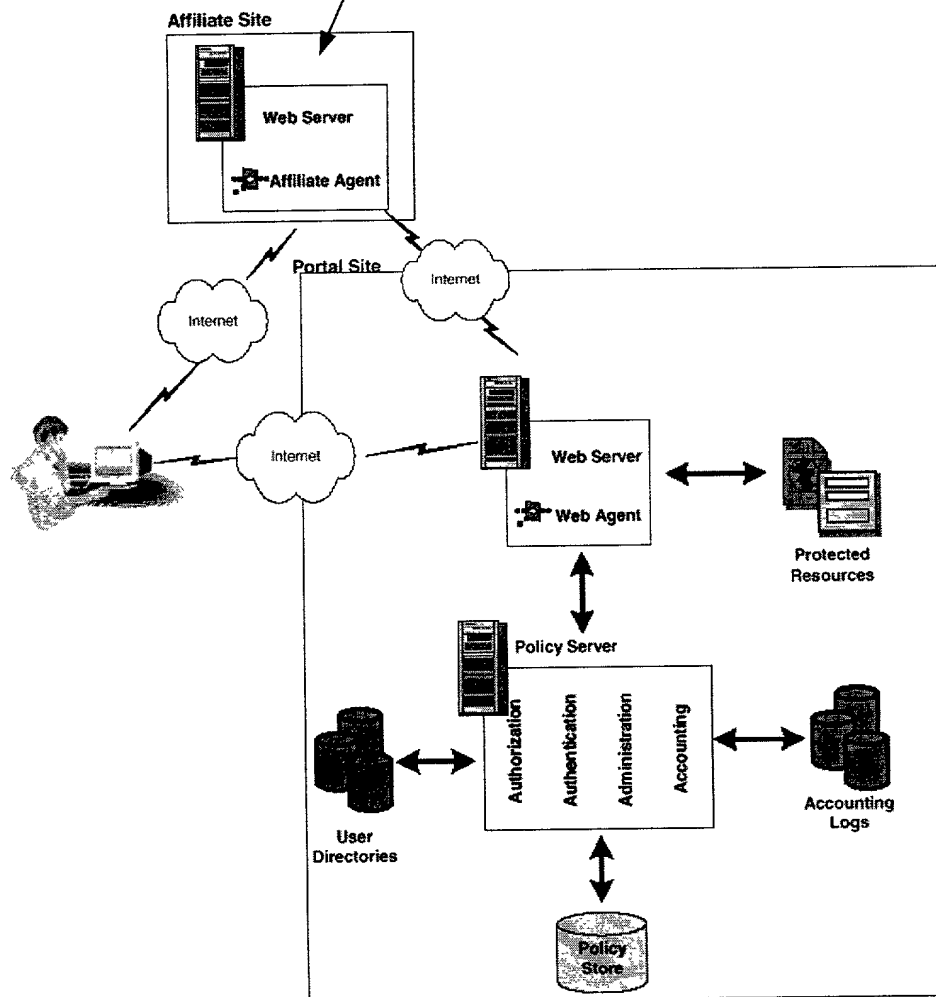 Affiliate Site
Web Server
Affiliate Agent
Portal Site
Internet
Internet
Internet
Web Server
Web Agent
Protected
Resources
Policy Server
Authorization
Authentication
Administration
Accounting
User
Directories
Accounting
Logs
Policy
Store